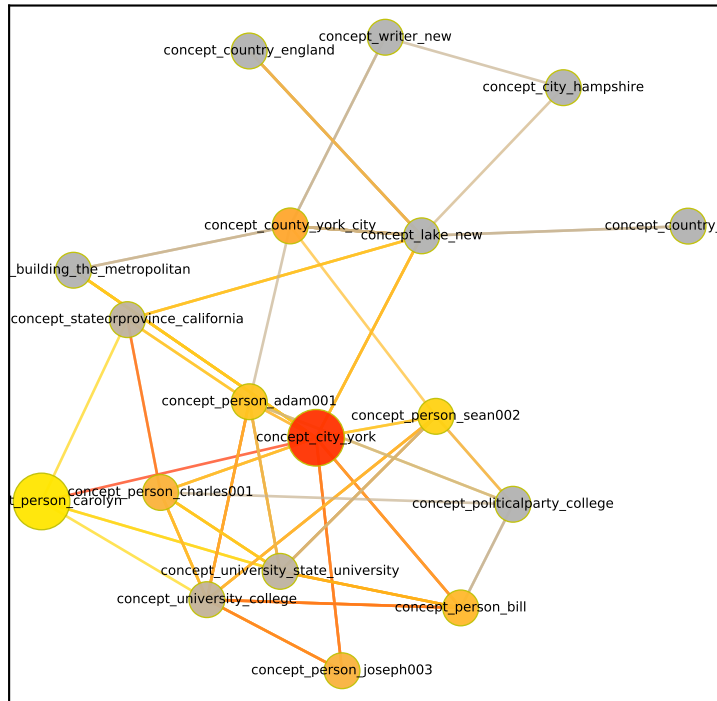 concept_writer_new
concept_country_england
concept_city_hampshire
concept_county_york_city
concept_country_
concept_lake_new
_building_the_metropolitan
concept_stateorprovince_california
concept_person_adam001
concept_person_sean002
concept_city_york
concept_person_charles001
t_person_carolyn
concept_politicalparty_college
concept_university_state_university
concept_university_college
concept_person_bill
concept_person_joseph003